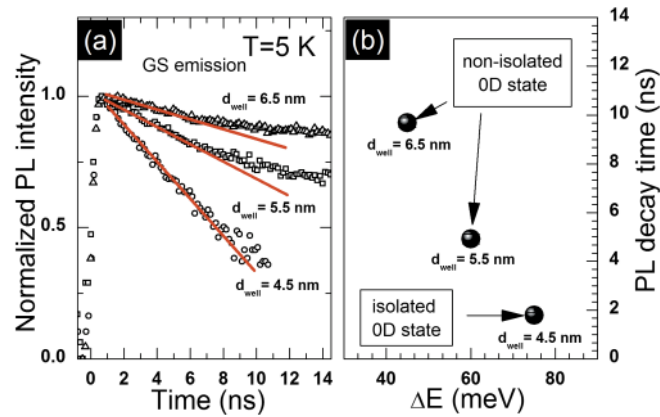 (a)
T=5 K
GS emission
d_well = 6.5 nm
d_well = 5.5 nm
d_well = 4.5 nm
Normalized PL intensity
1.0
0.5
0.0
0 2 4 6 8 10 12 14
Time (ns)
(b)
non-isolated
0D state
d_well = 6.5 nm
d_well = 5.5 nm
isolated
0D state
d_well = 4.5 nm
40 60 80
ΔE (meV)
14
12
10
8
6
4
2
0
PL decay time (ns)